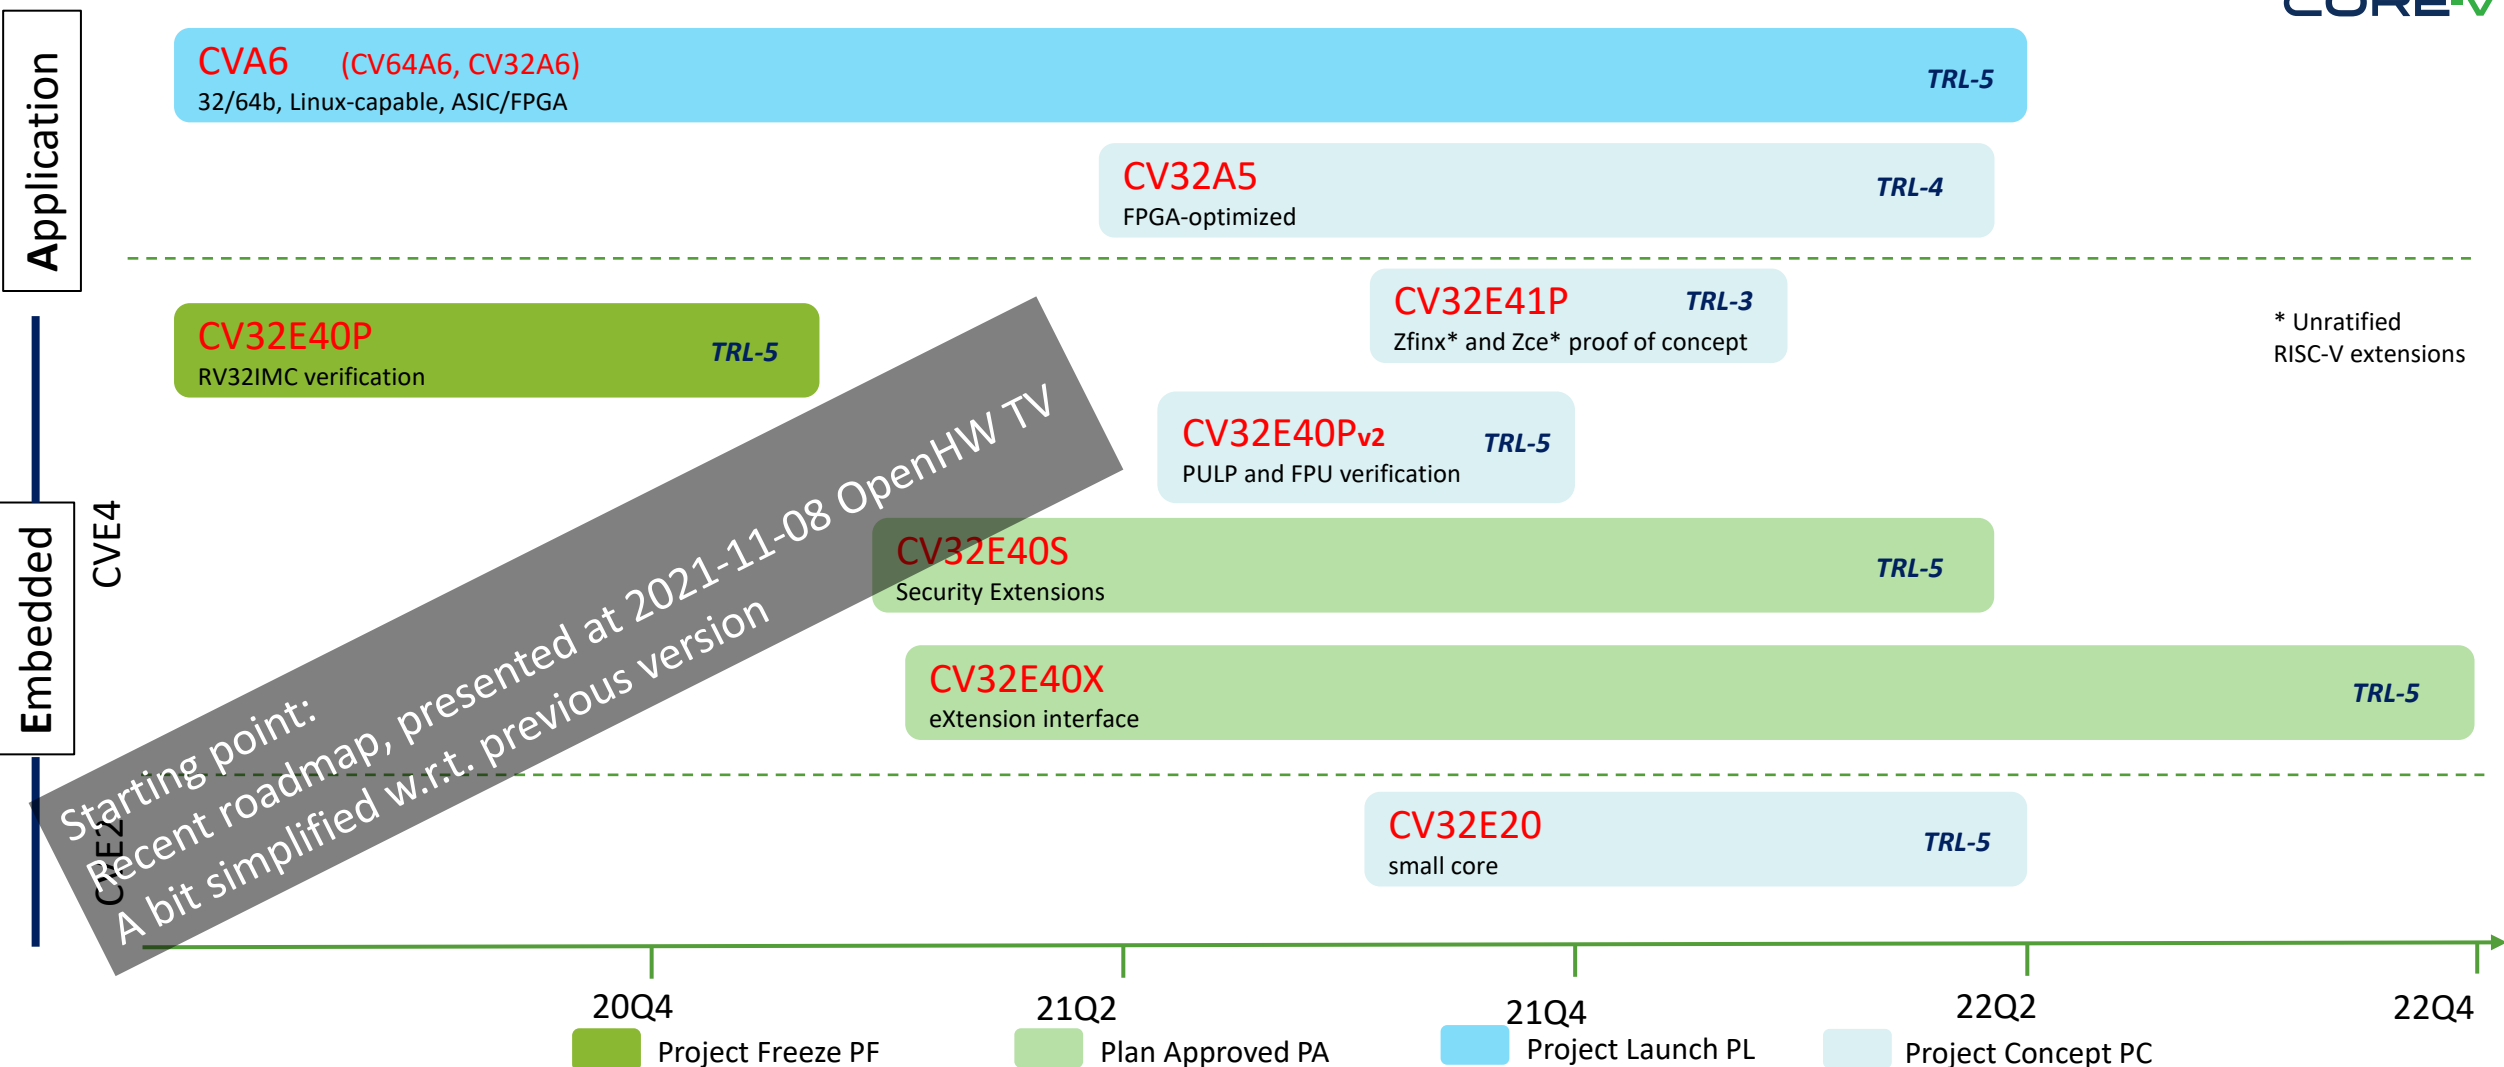 CORE-V
Application
CVA6 (CV64A6, CV32A6)
32/64b, Linux-capable, ASIC/FPGA
TRL-5
CV32A5
FPGA-optimized
TRL-4
CV32E41P
TRL-3
Zfinx* and Zce* proof of concept
* Unratified
RISC-V extensions
CV32E40P
RV32IMC verification
TRL-5
CV32E40Pv2
PULP and FPU verification
TRL-5
Embedded
CVE4
CV32E40S
Security Extensions
TRL-5
CV32E40X
eXtension interface
TRL-5
Starting point:
Recent roadmap, presented at 2021-11-08 OpenHW TV
A bit simplified w.r.t. previous version
CVE2
CV32E20
small core
TRL-5
20Q4
21Q2
21Q4
22Q2
22Q4
Project Freeze PF
Plan Approved PA
Project Launch PL
Project Concept PC